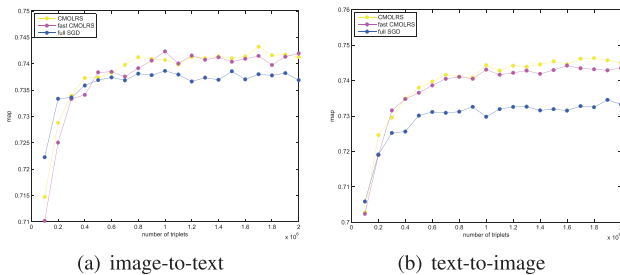 0.75
0.745
0.74
0.735
0.73
0.725
0.72
0.715
0.71
map
CMOLRS
fast CMOLRS
full SGD
0 0.2 0.4 0.6 0.8 1 1.2 1.4 1.6 1.8 2
number of triplets
(a) image-to-text
0.76
0.75
0.74
0.73
0.72
0.71
0.7
map
CMOLRS
fast CMOLRS
full SGD
0 0.2 0.4 0.6 0.8 1 1.2 1.4 1.6 1.8
number of triplets
(b) text-to-image